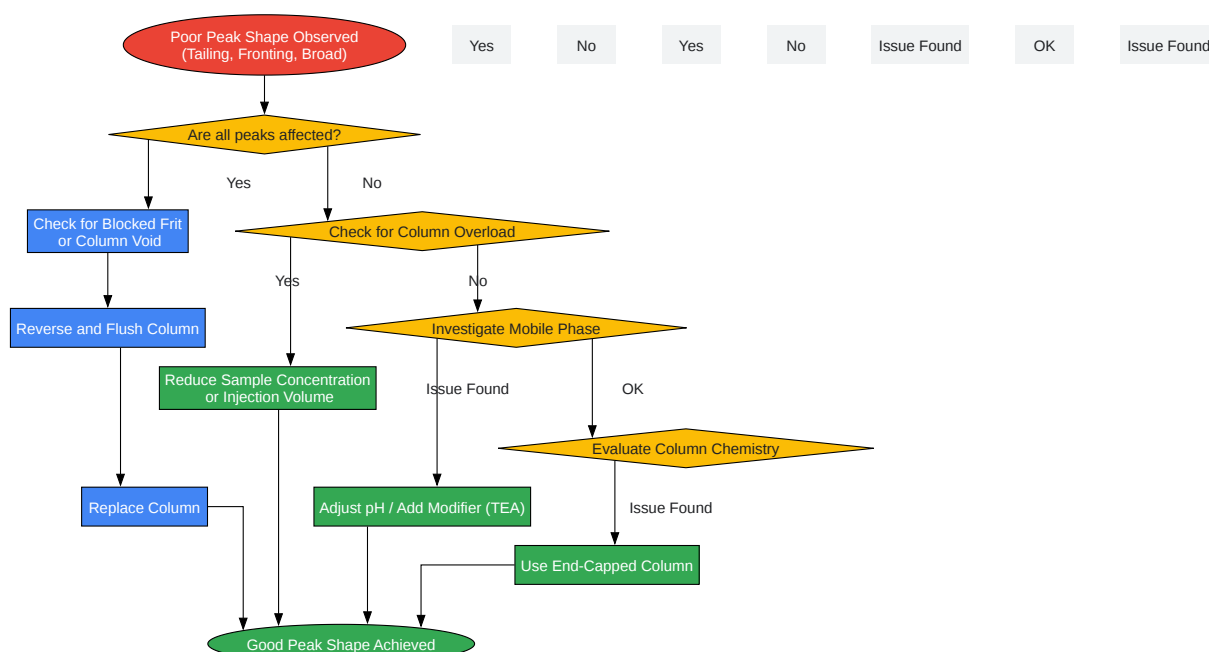 Poor Peak Shape Observed
(Tailing, Fronting, Broad)
Yes
No
Yes
No
Issue Found
OK
Issue Found
Are all peaks affected?
Yes
No
Check for Blocked Frit
or Column Void
Check for Column Overload
Yes
No
Reverse and Flush Column
Investigate Mobile Phase
Reduce Sample Concentration
or Injection Volume
Issue Found
OK
Evaluate Column Chemistry
Replace Column
Adjust pH / Add Modifier (TEA)
Issue Found
Use End-Capped Column
Good Peak Shape Achieved